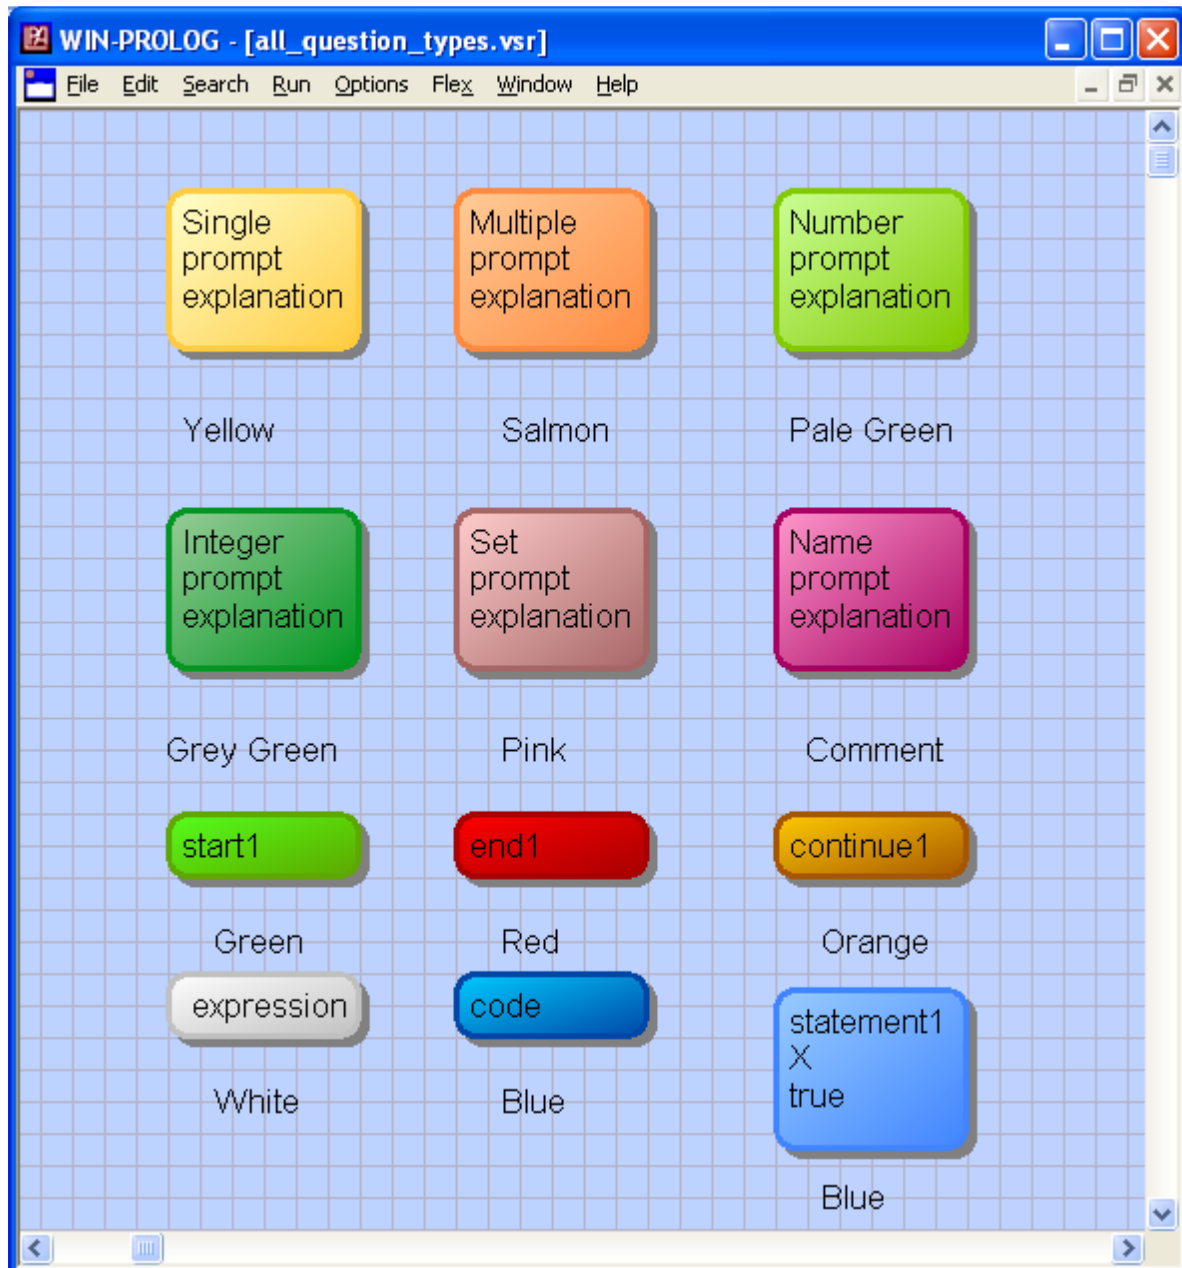 WIN-PROLOG - [all_question_types.vsr]
File Edit Search Run Options Flex Window Help
Single
prompt
explanation
Multiple
prompt
explanation
Number
prompt
explanation
Yellow
Salmon
Pale Green
Integer
prompt
explanation
Set
prompt
explanation
Name
prompt
explanation
Grey Green
Pink
Comment
start1
end1
continue1
Green
Red
Orange
expression
code
statement1
X
true
White
Blue
Blue